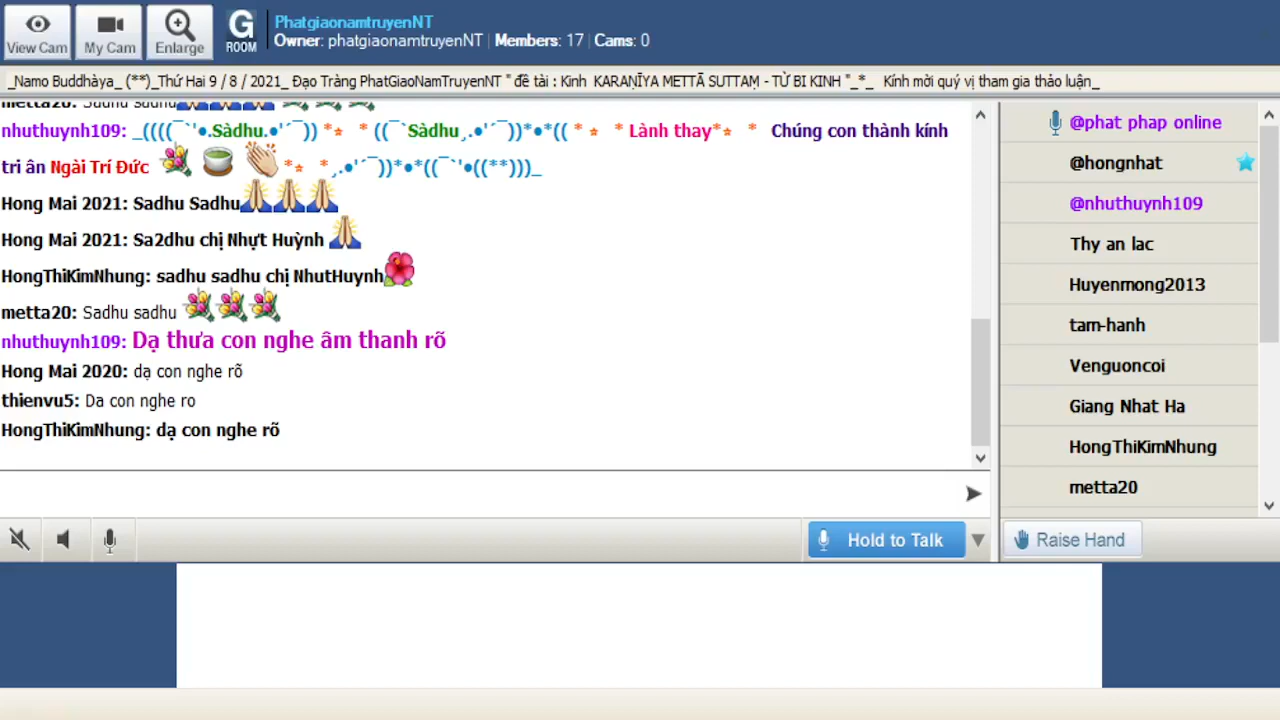 PhatgiaonamtruyenNT
View Cam
My Cam
Enlarge
G ROOM
Owner: phatgiaonamtruyenNT | Members: 17 | Cams: 0
_Namo Buddhàya_ (**)_Thứ Hai 9 / 8 / 2021_ Đạo Tràng PhatGiaoNamTruyenNT " đề tài : Kinh KARAṆĪYA METTĀ SUTTAṂ - TỪ BI KINH "_*_ Kính mời quý vị tham gia thảo luận_
metta20: Sadhu sadhu
nhuthuynh109: _((((¯`'●.Sàdhu.●'´¯)) *⭒ * ((¯`Sàdhu¸.●'´¯))*●*(( *⭒ * Lành thay*⭒ * Chúng con thành kính
tri ân Ngài Trí Đức *⭒ *¸.●'´¯))*●*((¯`'●((**)))_
Hong Mai 2021: Sadhu Sadhu
Hong Mai 2021: Sa2dhu chị Nhựt Huỳnh
HongThiKimNhung: sadhu sadhu chị NhutHuynh
metta20: Sadhu sadhu
nhuthuynh109: Dạ thưa con nghe âm thanh rõ
Hong Mai 2020: dạ con nghe rõ
thienvu5: Da con nghe ro
HongThiKimNhung: dạ con nghe rõ
@phat phap online
@hongnhat
@nhuthuynh109
Thy an lac
Huyenmong2013
tam-hanh
Venguoncoi
Giang Nhat Ha
HongThiKimNhung
metta20
Hold to Talk
Raise Hand